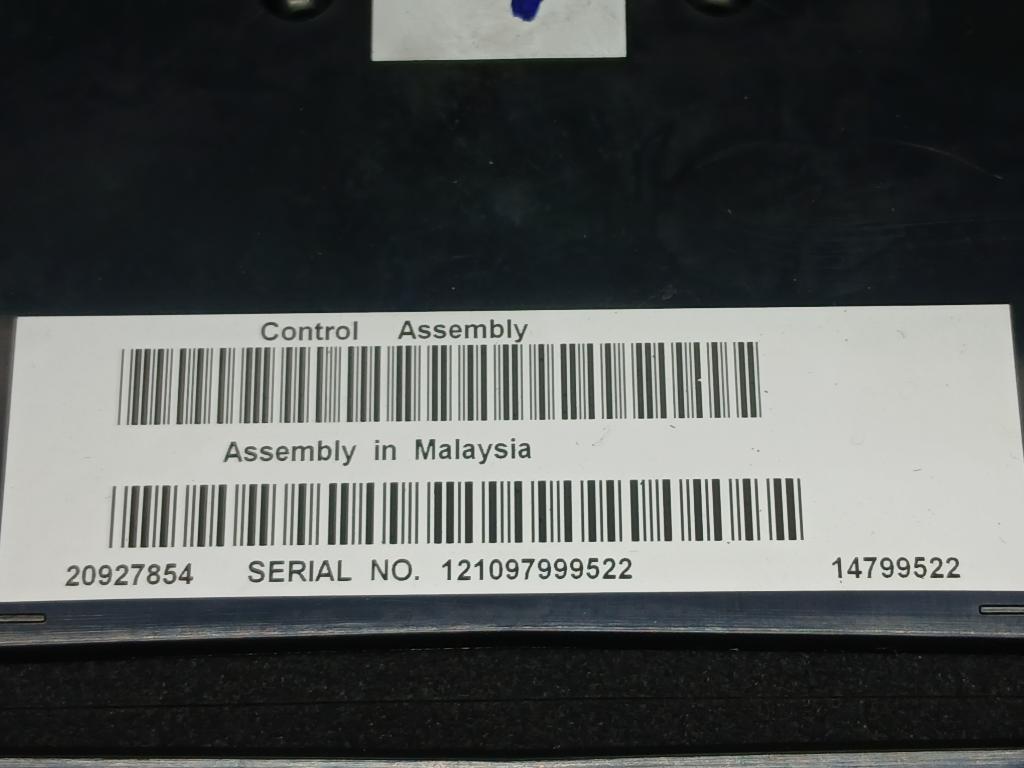 Control Assembly
Assembly in Malaysia
20927854 SERIAL NO. 121097999522 14799522